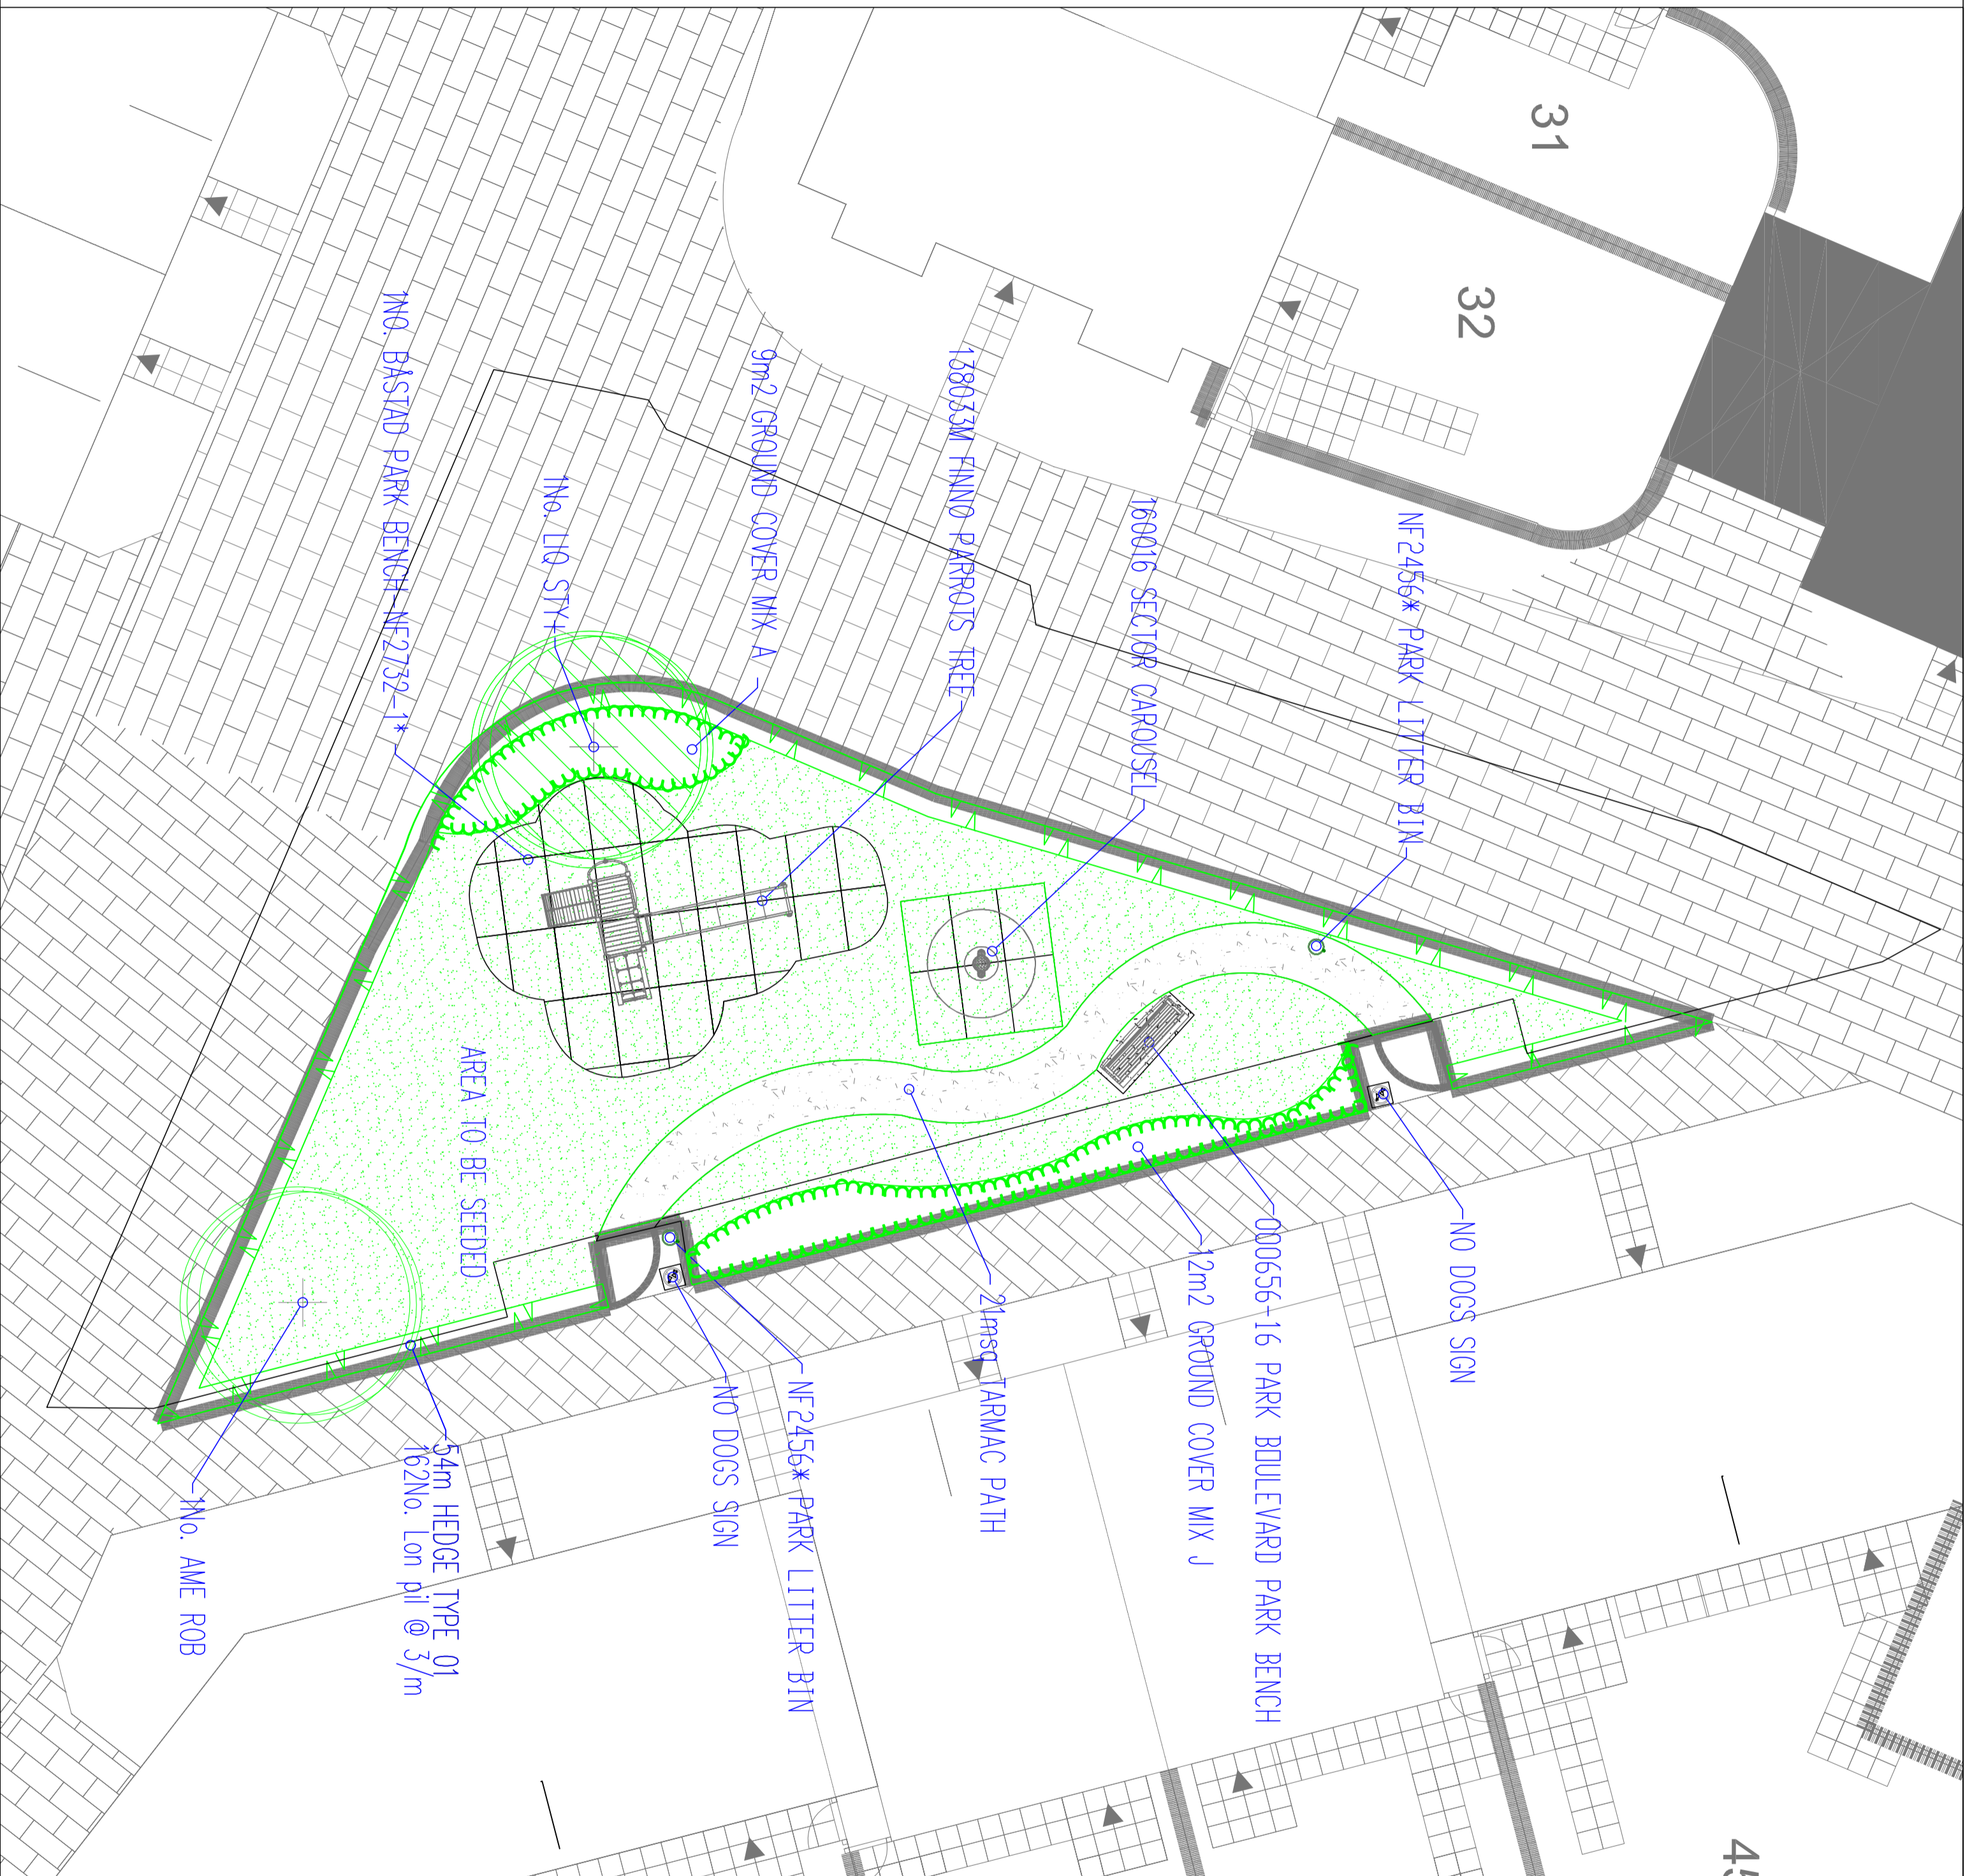 31
32
NF2456* PARK LITTER BIN
160016 SECTOR CAROUSEL
138033M FINNO PARROTS TREE
9m2 GROUND COVER MIX A
1No. LIQ STY
1NO. BÅSTAD PARK BENCH-NF2732-1*
AREA TO BE SEEDED
NO DOGS SIGN
000656-16 PARK BOULEVARD PARK BENCH
12m2 GROUND COVER MIX J
21msq TARMAC PATH
NF2456* PARK LITTER BIN
NO DOGS SIGN
54m HEDGE TYPE 01
162No. Lon pil @ 3/m
1No. AME ROB